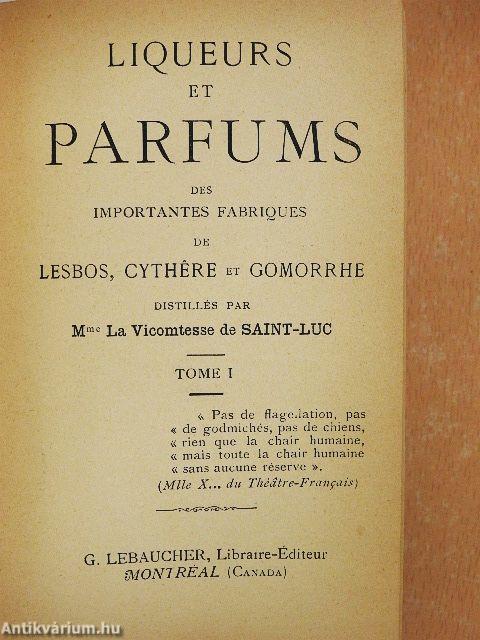 LIQUEURS
ET
PARFUMS
DES
IMPORTANTES FABRIQUES
DE
LESBOS, CYTHÊRE ET GOMORRHE
DISTILLÉS PAR
Mme La Vicomtesse de SAINT-LUC
TOME I
« Pas de flagellation, pas
« de godmichés, pas de chiens,
« rien que la chair humaine,
« mais toute la chair humaine
« sans aucune réserve ».
(Mlle X... du Théâtre-Français)
G. LEBAUCHER, Libraire-Éditeur
MONTRÉAL (CANADA)
Antikvárium.hu